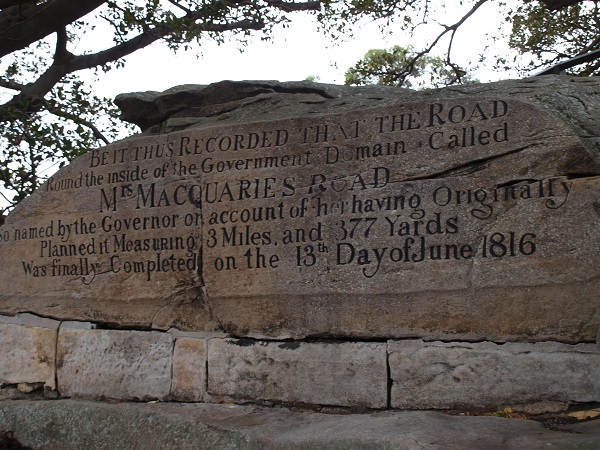 BE IT THUS RECORDED THAT THE ROAD
Round the inside of the Government Domain Called
MRS MACQUARIES ROAD
So named by the Governor on account of her having Originally
Planned it Measuring 3 Miles, and 377 Yards
Was finally Completed on the 13th Day of June 1816